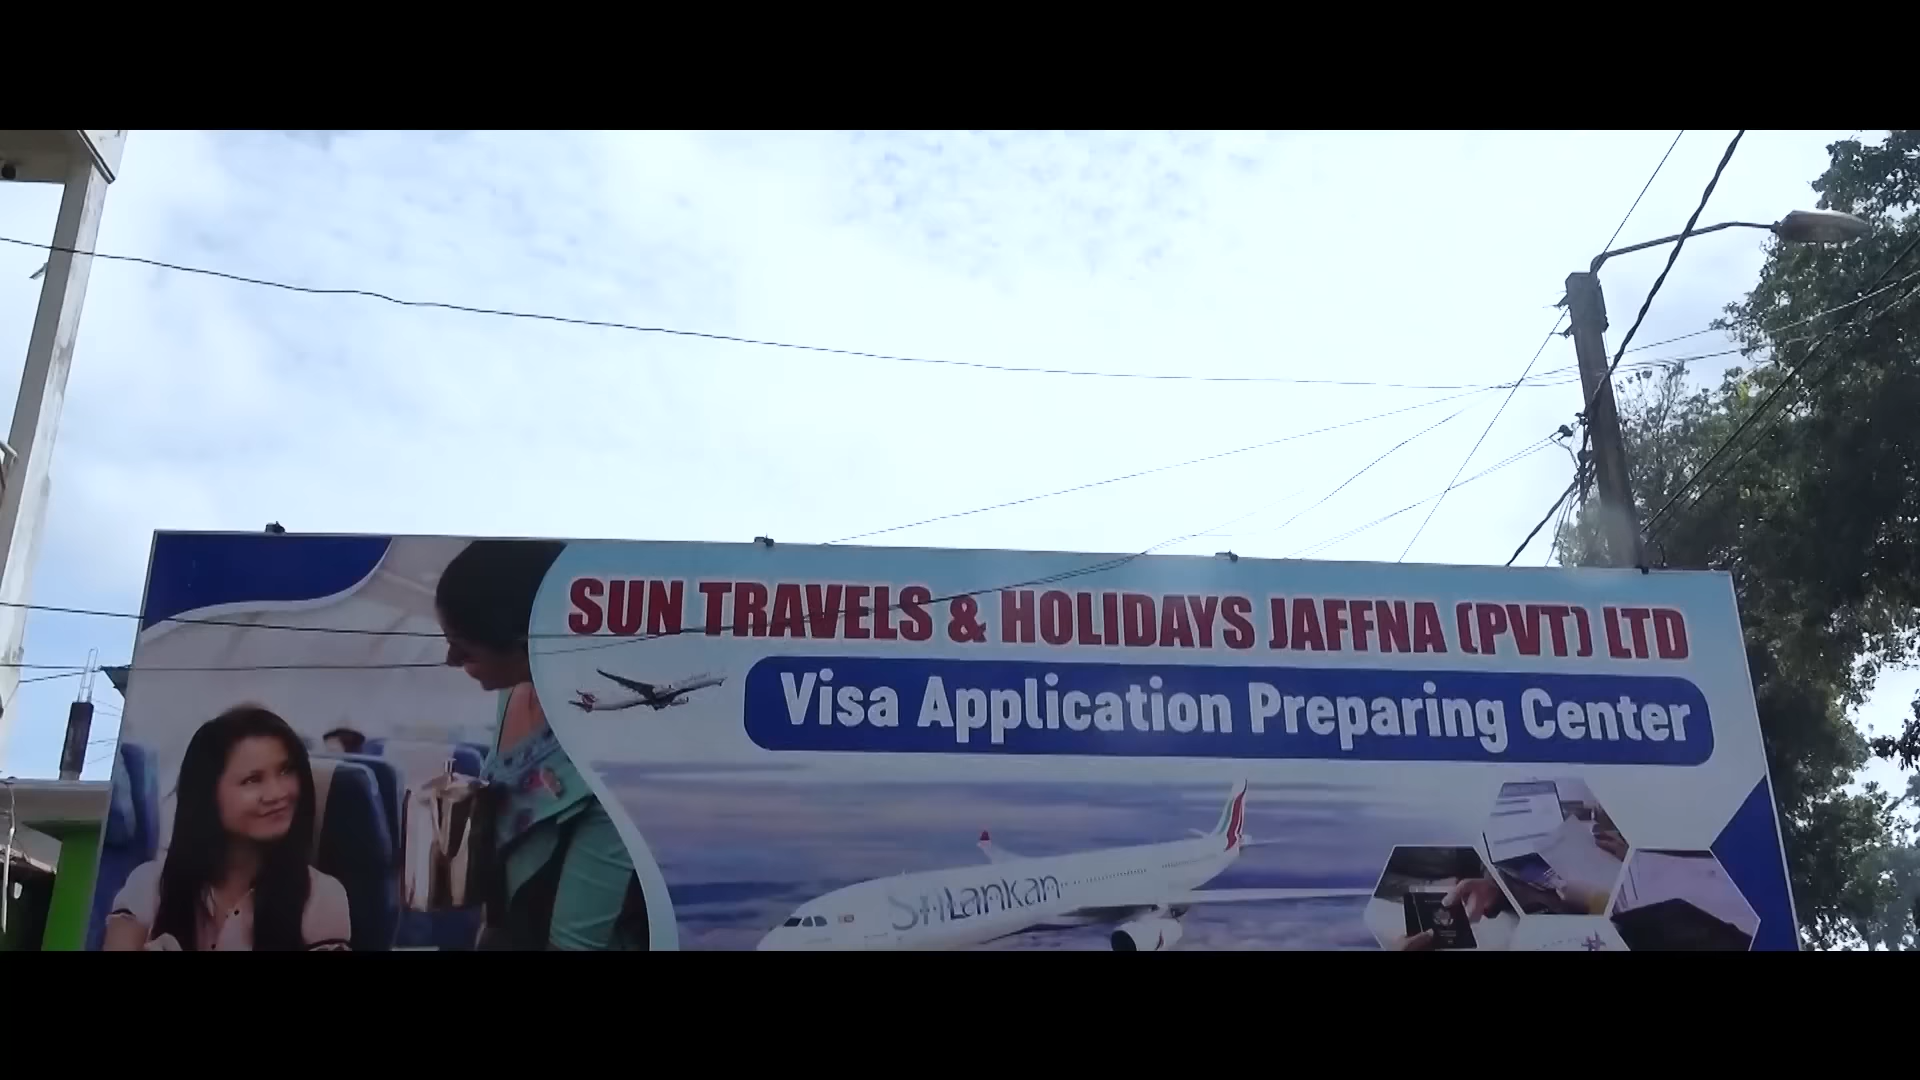 SUN TRAVELS & HOLIDAYS JAFFNA (PVT) LTD
Visa Application Preparing Center
SriLankan